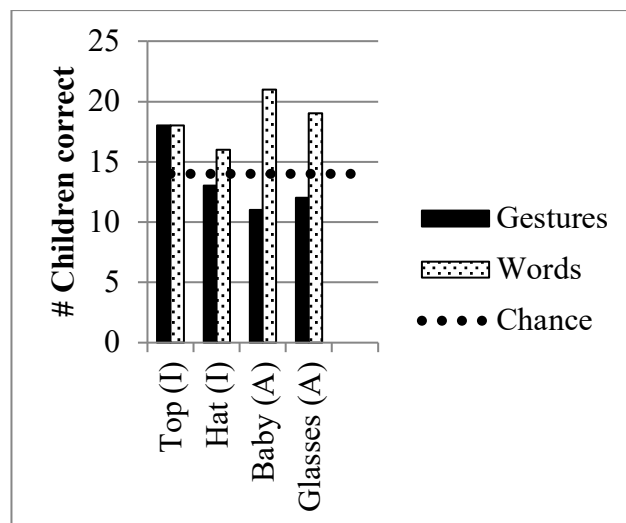 # Children correct
25
20
15
10
5
0
Top (I)
Hat (I)
Baby (A)
Glasses (A)
Gestures
Words
Chance